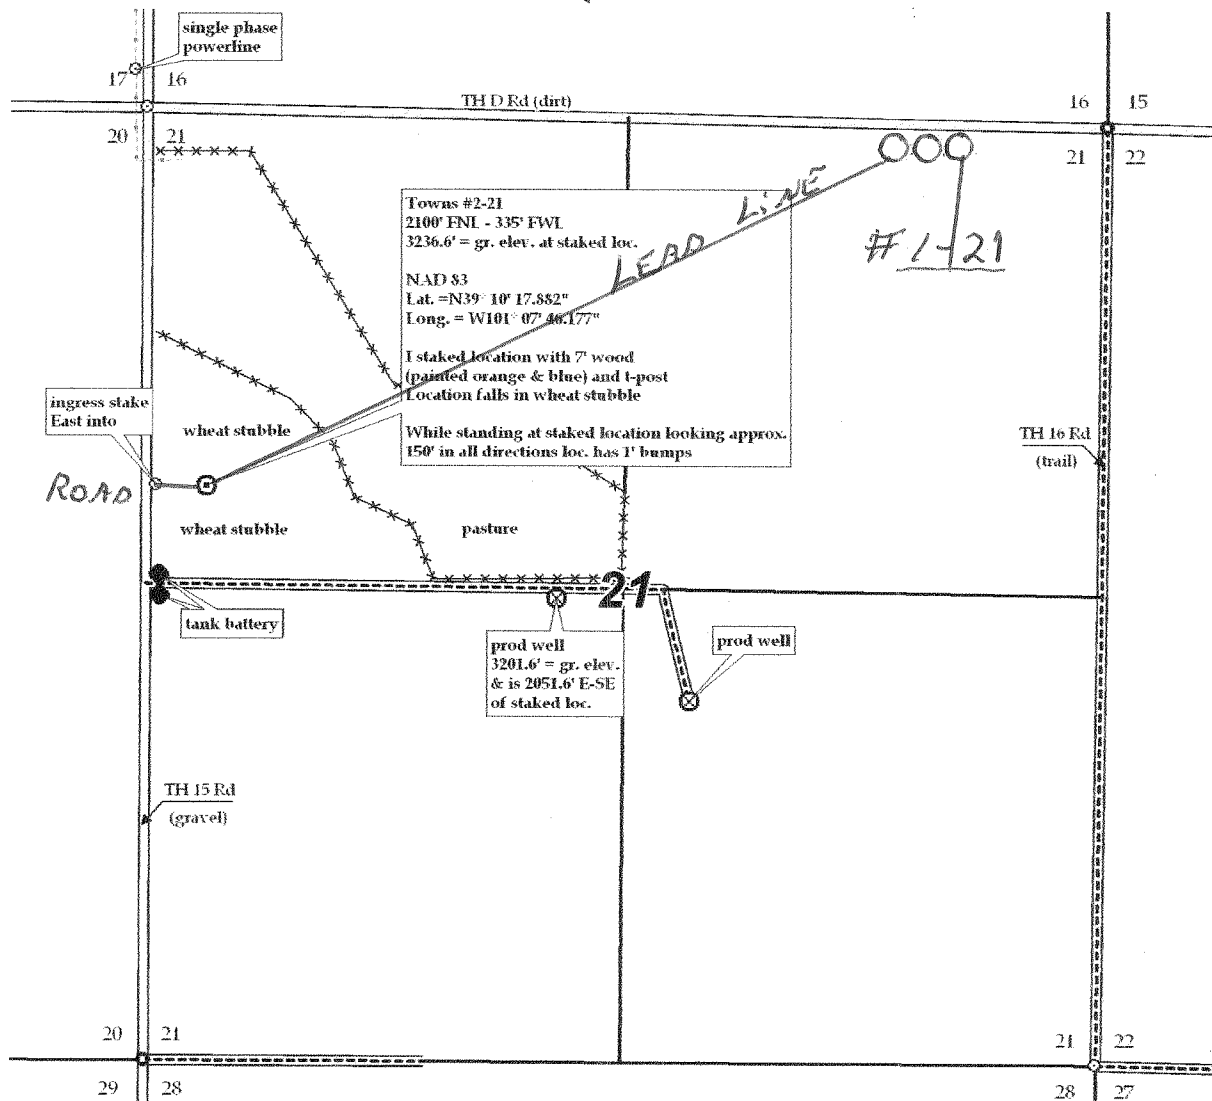 single phase
powerline
17 16
TH D Rd (dirt)
16 15
20 21
21 22
Towns #2-21
2100' FNL - 335' FWL
3236.6' = gr. elev. at staked loc.
NAD 83
Lat. =N39° 10' 17.882"
Long. = W101° 07' 46.177"
I staked location with 7' wood
(painted orange & blue) and t-post
Location falls in wheat stubble
While standing at staked location looking approx.
150' in all directions loc. has 1' bumps
LEAD LINE
#1-21
ingress stake
East into
wheat stubble
TH 16 Rd
(trail)
ROAD
wheat stubble
pasture
21
tank battery
prod well
3201.6' = gr. elev.
& is 2051.6' E-SE
of staked loc.
prod well
TH 15 Rd
(gravel)
20 21
21 22
29 28
28 27